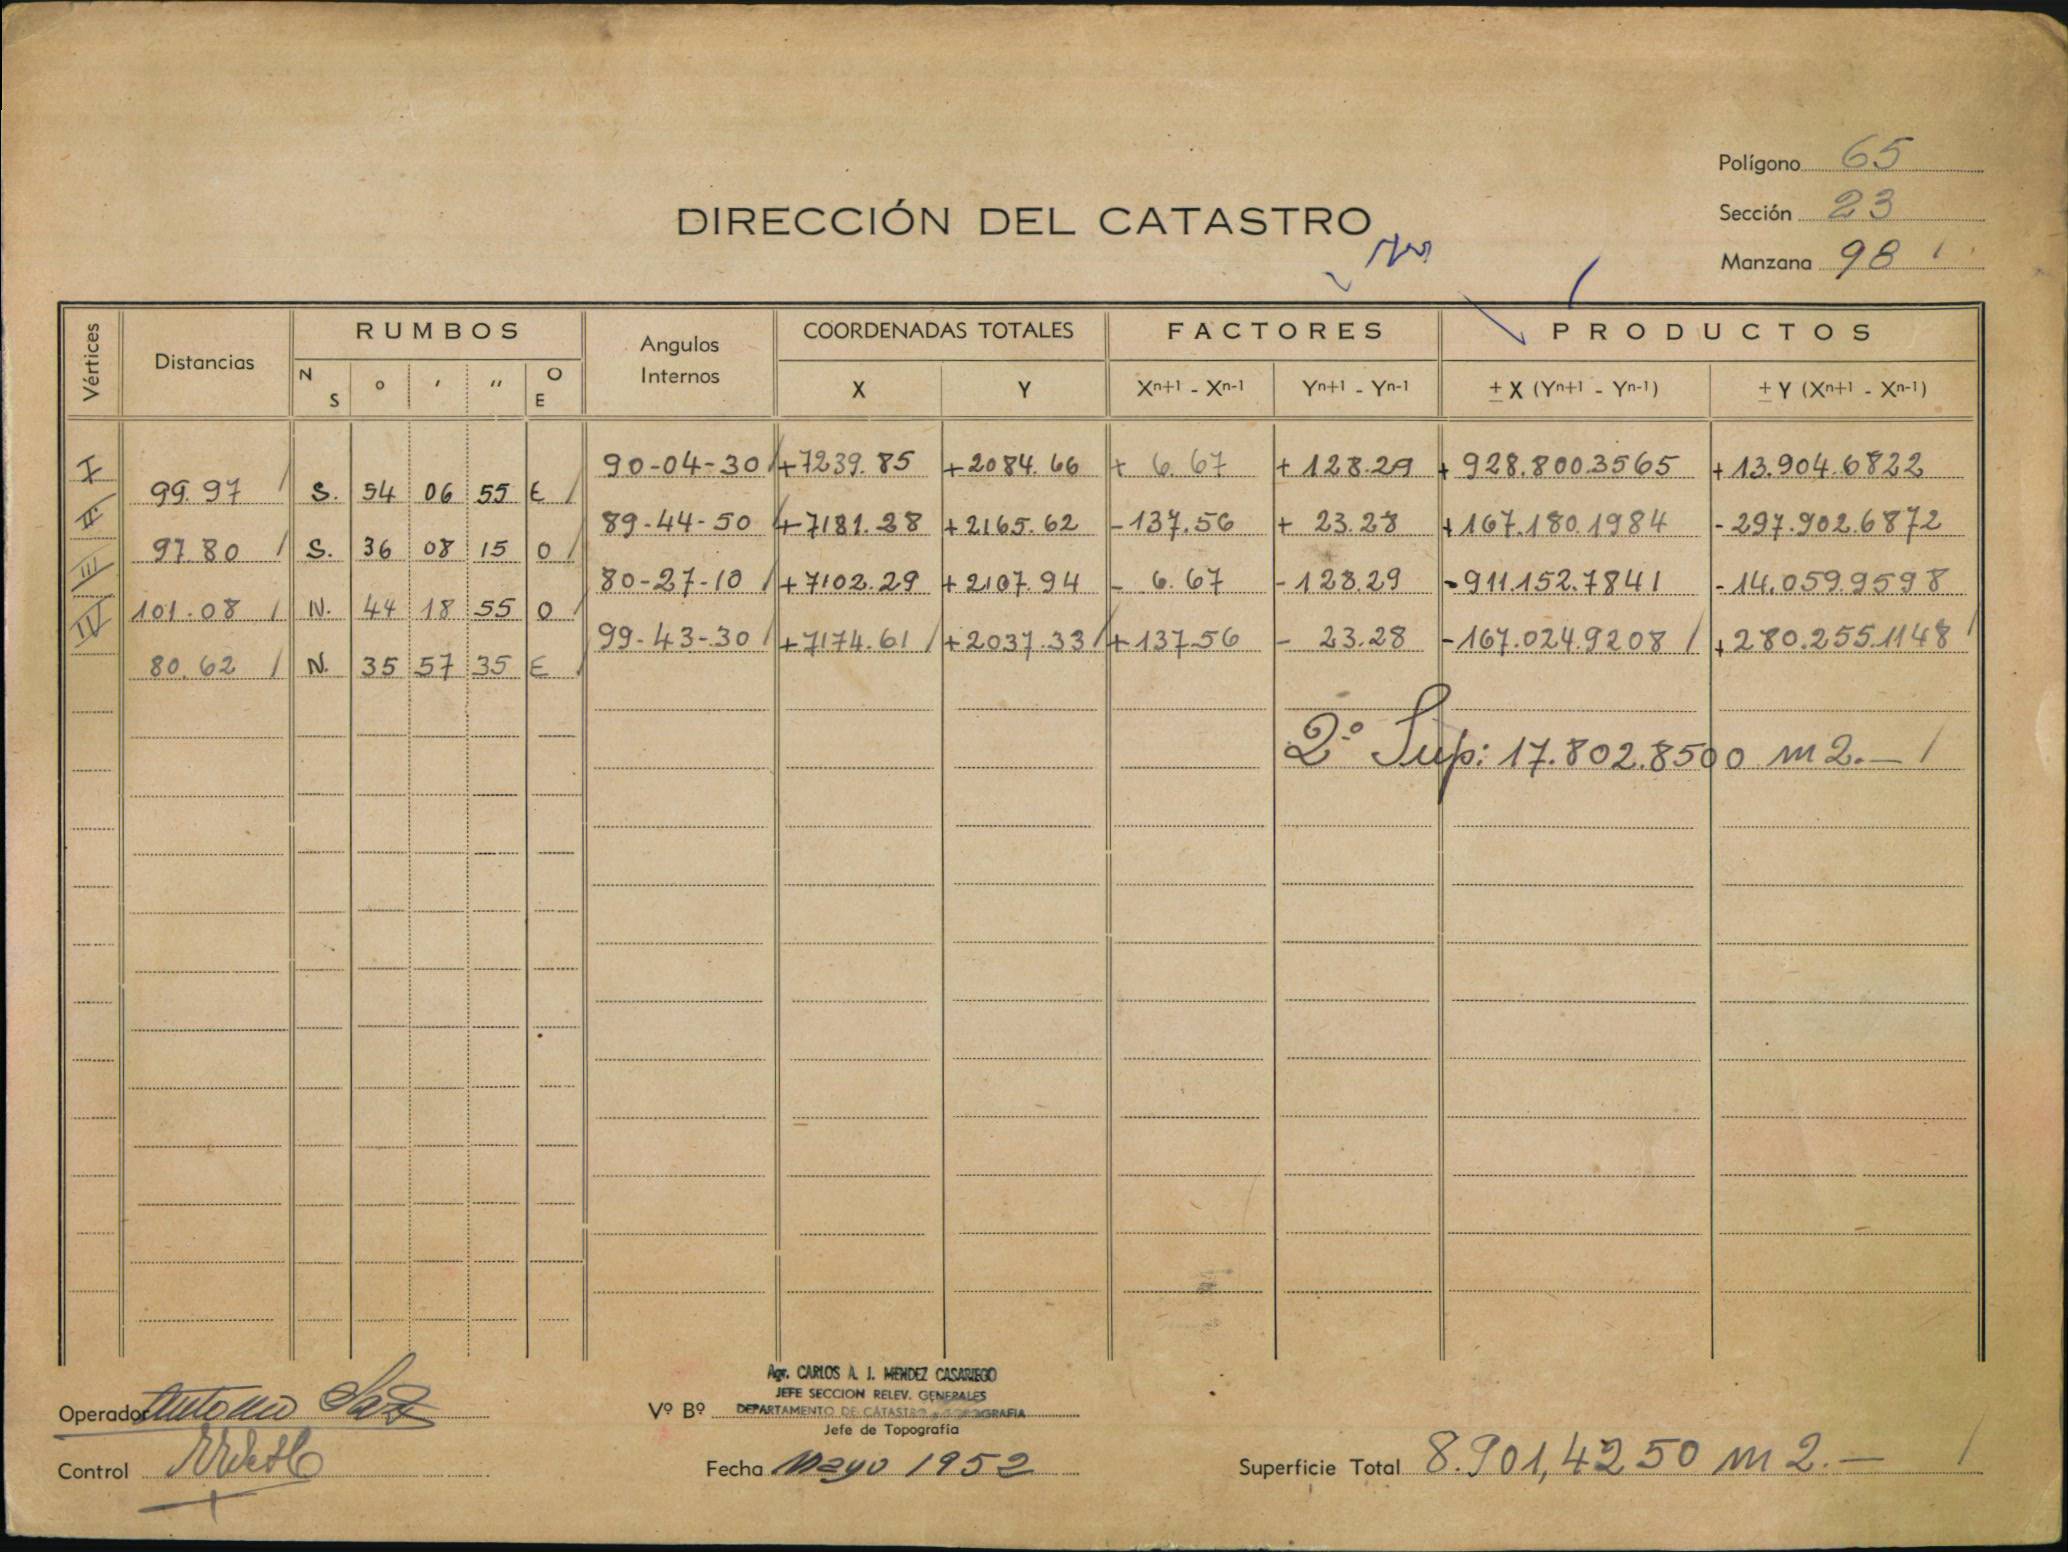 Polígono 65
DIRECCIÓN DEL CATASTRO
Sección 23
Manzana 98
Vértices Distancias RUMBOS Angulos Internos COORDENADAS TOTALES FACTORES PRODUCTOS
N S ° ′ ″ O E X Y Xⁿ⁺¹ - Xⁿ⁻¹ Yⁿ⁺¹ - Yⁿ⁻¹ ± X (Yⁿ⁺¹ - Yⁿ⁻¹) ± Y (Xⁿ⁺¹ - Xⁿ⁻¹)
I 90-04-30 +7239.85 +2084.66 + 6.67 + 128.29 + 928.800.3565 + 13.904.6822
99.97 S. 54 06 55 E
II 89-44-50 +7181.28 +2165.62 -137.56 + 23.28 +167.180.1984 -297.902.6872
97.80 S. 36 08 15 O
III 80-27-10 +7102.29 +2107.94 - 6.67 -128.29 -911.152.7841 -14.059.9598
101.08 N. 44 18 55 O
IV 99-43-30 +7174.61 +2037.33 +137.56 - 23.28 -167.024.9208 +280.255.1148
80.62 N. 35 57 35 E
2º Sup: 17.802.8500 m2.—
Agr. CARLOS A. J. MENDEZ CASARIEGO
JEFE SECCION RELEV. GENERALES
Operador Antonio Vº Bº DEPARTAMENTO DE CATASTRO y TOPOGRAFIA
Jefe de Topografía
Control Fecha Mayo 1952 Superficie Total 8.901,4250 m2.—